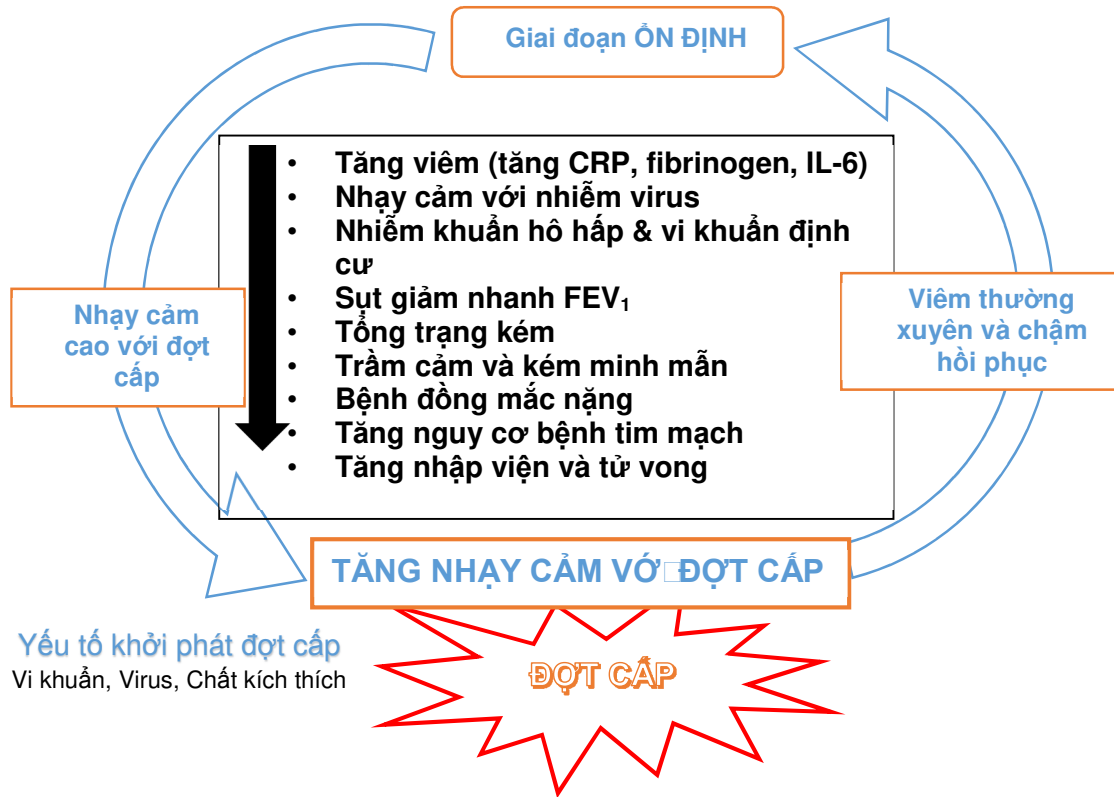 Giai đoạn ỔN ĐỊNH
• Tăng viêm (tăng CRP, fibrinogen, IL-6)
• Nhạy cảm với nhiễm virus
• Nhiễm khuẩn hô hấp & vi khuẩn định
cư
• Sụt giảm nhanh FEV₁
• Tổng trạng kém
• Trầm cảm và kém minh mẫn
• Bệnh đồng mắc nặng
• Tăng nguy cơ bệnh tim mạch
• Tăng nhập viện và tử vong
Nhạy cảm
cao với đợt
cấp
Viêm thường
xuyên và chậm
hồi phục
TĂNG NHẠY CẢM VỚ ĐỢT CẤP
Yếu tố khởi phát đợt cấp
Vi khuẩn, Virus, Chất kích thích
ĐỢT CẤP